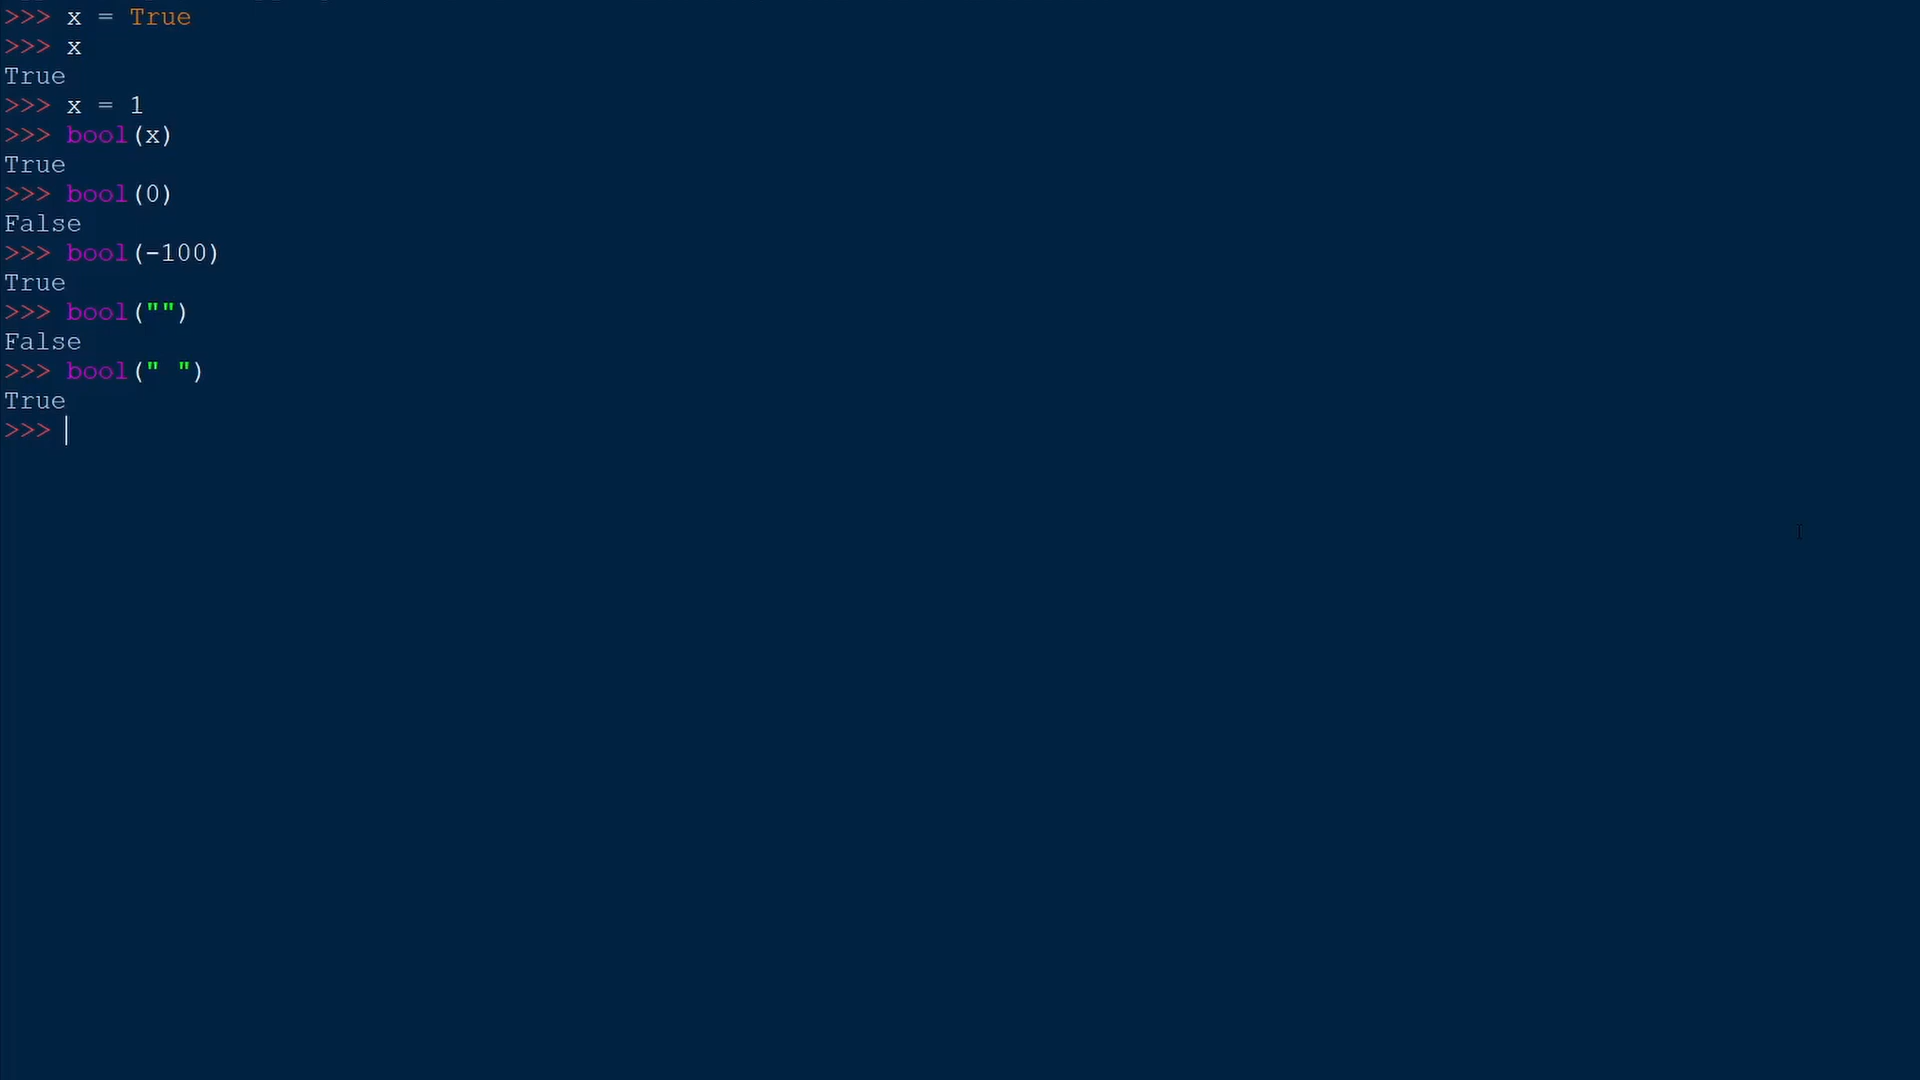 >>> x = True
>>> x
True
>>> x = 1
>>> bool(x)
True
>>> bool(0)
False
>>> bool(-100)
True
>>> bool("")
False
>>> bool(" ")
True
>>>